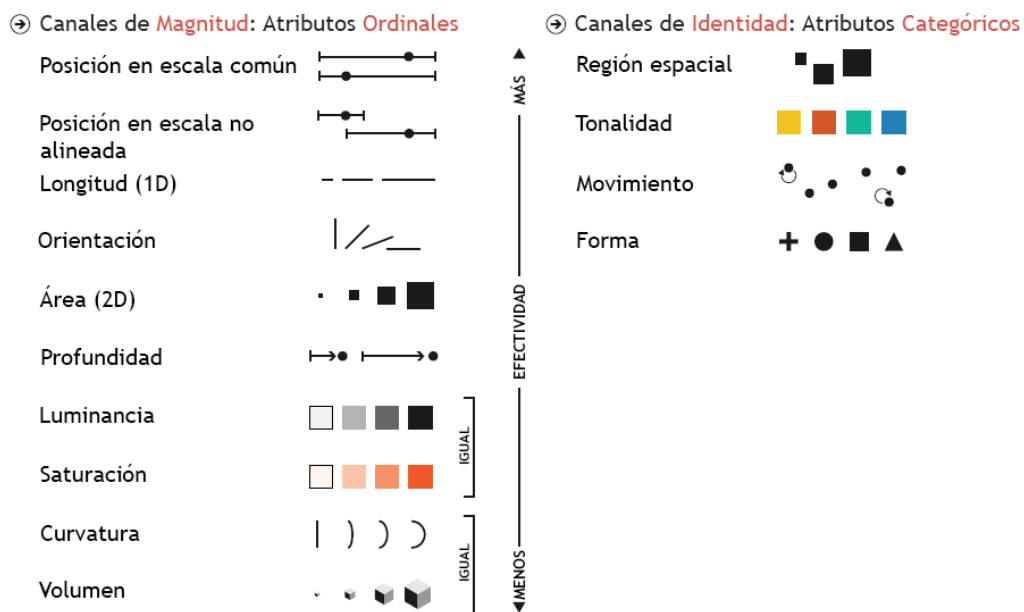 Canales de Magnitud: Atributos Ordinales
Posición en escala común
Posición en escala no
alineada
Longitud (1D)
Orientación
Área (2D)
Profundidad
Luminancia
Saturación
IGUAL
Curvatura
Volumen
IGUAL
MÁS
EFECTIVIDAD
MENOS
Canales de Identidad: Atributos Categóricos
Región espacial
Tonalidad
Movimiento
Forma